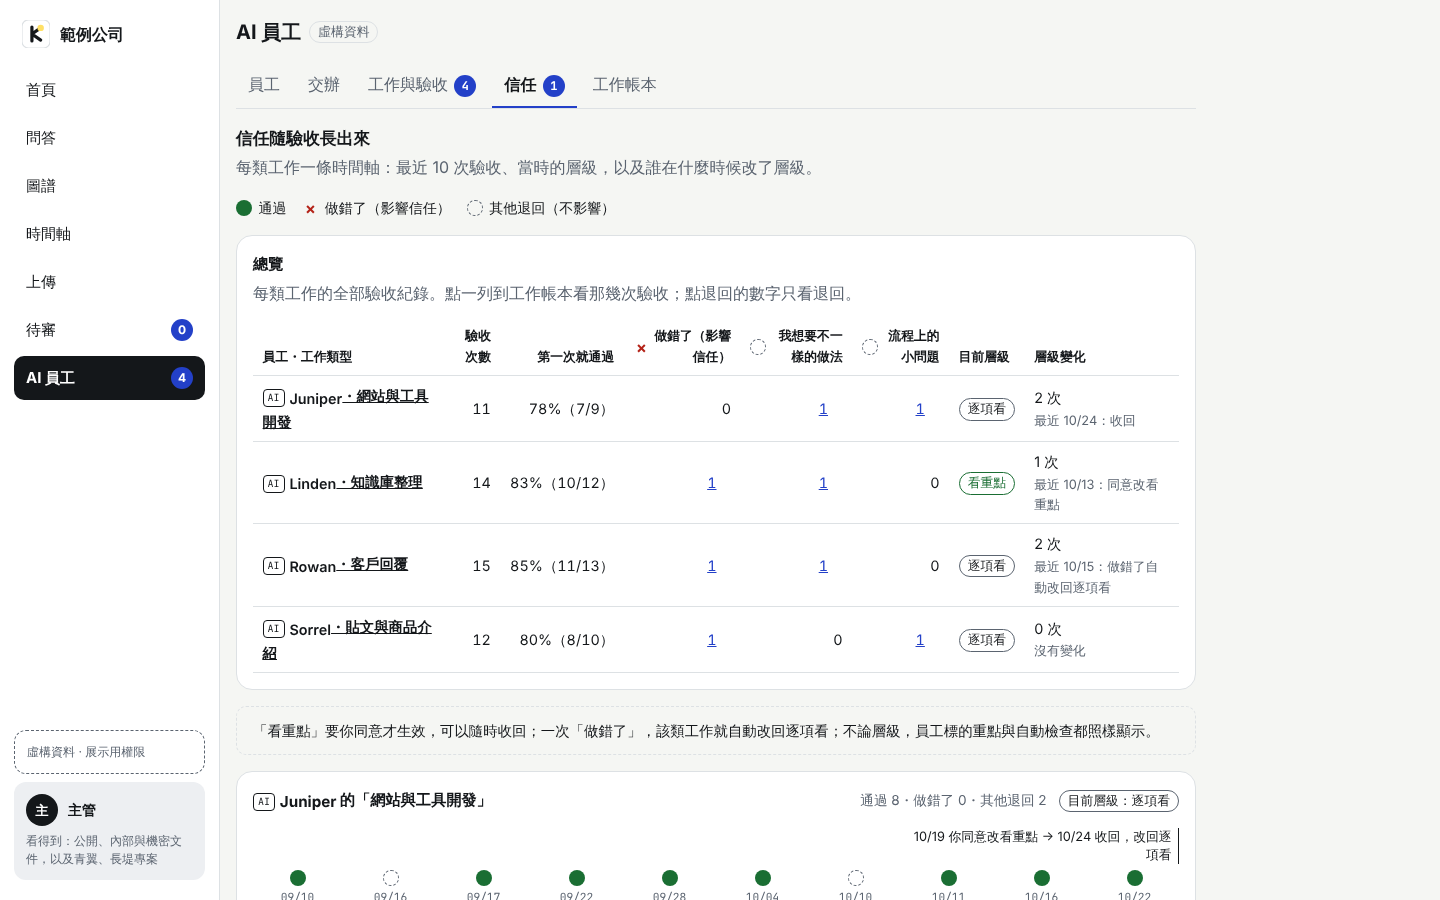 範例公司
首頁
問答
圖譜
時間軸
上傳
待審 0
AI 員工 4
虛構資料 · 展示用權限
主 主管
看得到：公開、內部與機密文
件，以及青翼、長堤專案
AI 員工 虛構資料
員工 交辦 工作與驗收 4 信任 1 工作帳本
信任隨驗收長出來
每類工作一條時間軸：最近 10 次驗收、當時的層級，以及誰在什麼時候改了層級。
通過 × 做錯了（影響信任） 其他退回（不影響）
總覽
每類工作的全部驗收紀錄。點一列到工作帳本看那幾次驗收；點退回的數字只看退回。
驗收 × 做錯了（影響 我想要不一 流程上的
員工・工作類型 次數 第一次就通過 信任） 樣的做法 小問題 目前層級 層級變化
AI Juniper・網站與工具 11 78%（7/9） 0 1 1 逐項看 2 次
開發 最近 10/24：收回
AI Linden・知識庫整理 14 83%（10/12） 1 1 0 看重點 1 次
最近 10/13：同意改看
重點
AI Rowan・客戶回覆 15 85%（11/13） 1 1 0 逐項看 2 次
最近 10/15：做錯了自
動改回逐項看
AI Sorrel・貼文與商品介 12 80%（8/10） 1 0 1 逐項看 0 次
紹 沒有變化
「看重點」要你同意才生效，可以隨時收回；一次「做錯了」，該類工作就自動改回逐項看；不論層級，員工標的重點與自動檢查都照樣顯示。
AI Juniper 的「網站與工具開發」 通過 8・做錯了 0・其他退回 2 目前層級：逐項看
10/19 你同意改看重點 → 10/24 收回，改回逐
項看
09/10 09/16 09/17 09/22 09/28 10/04 10/10 10/11 10/16 10/22